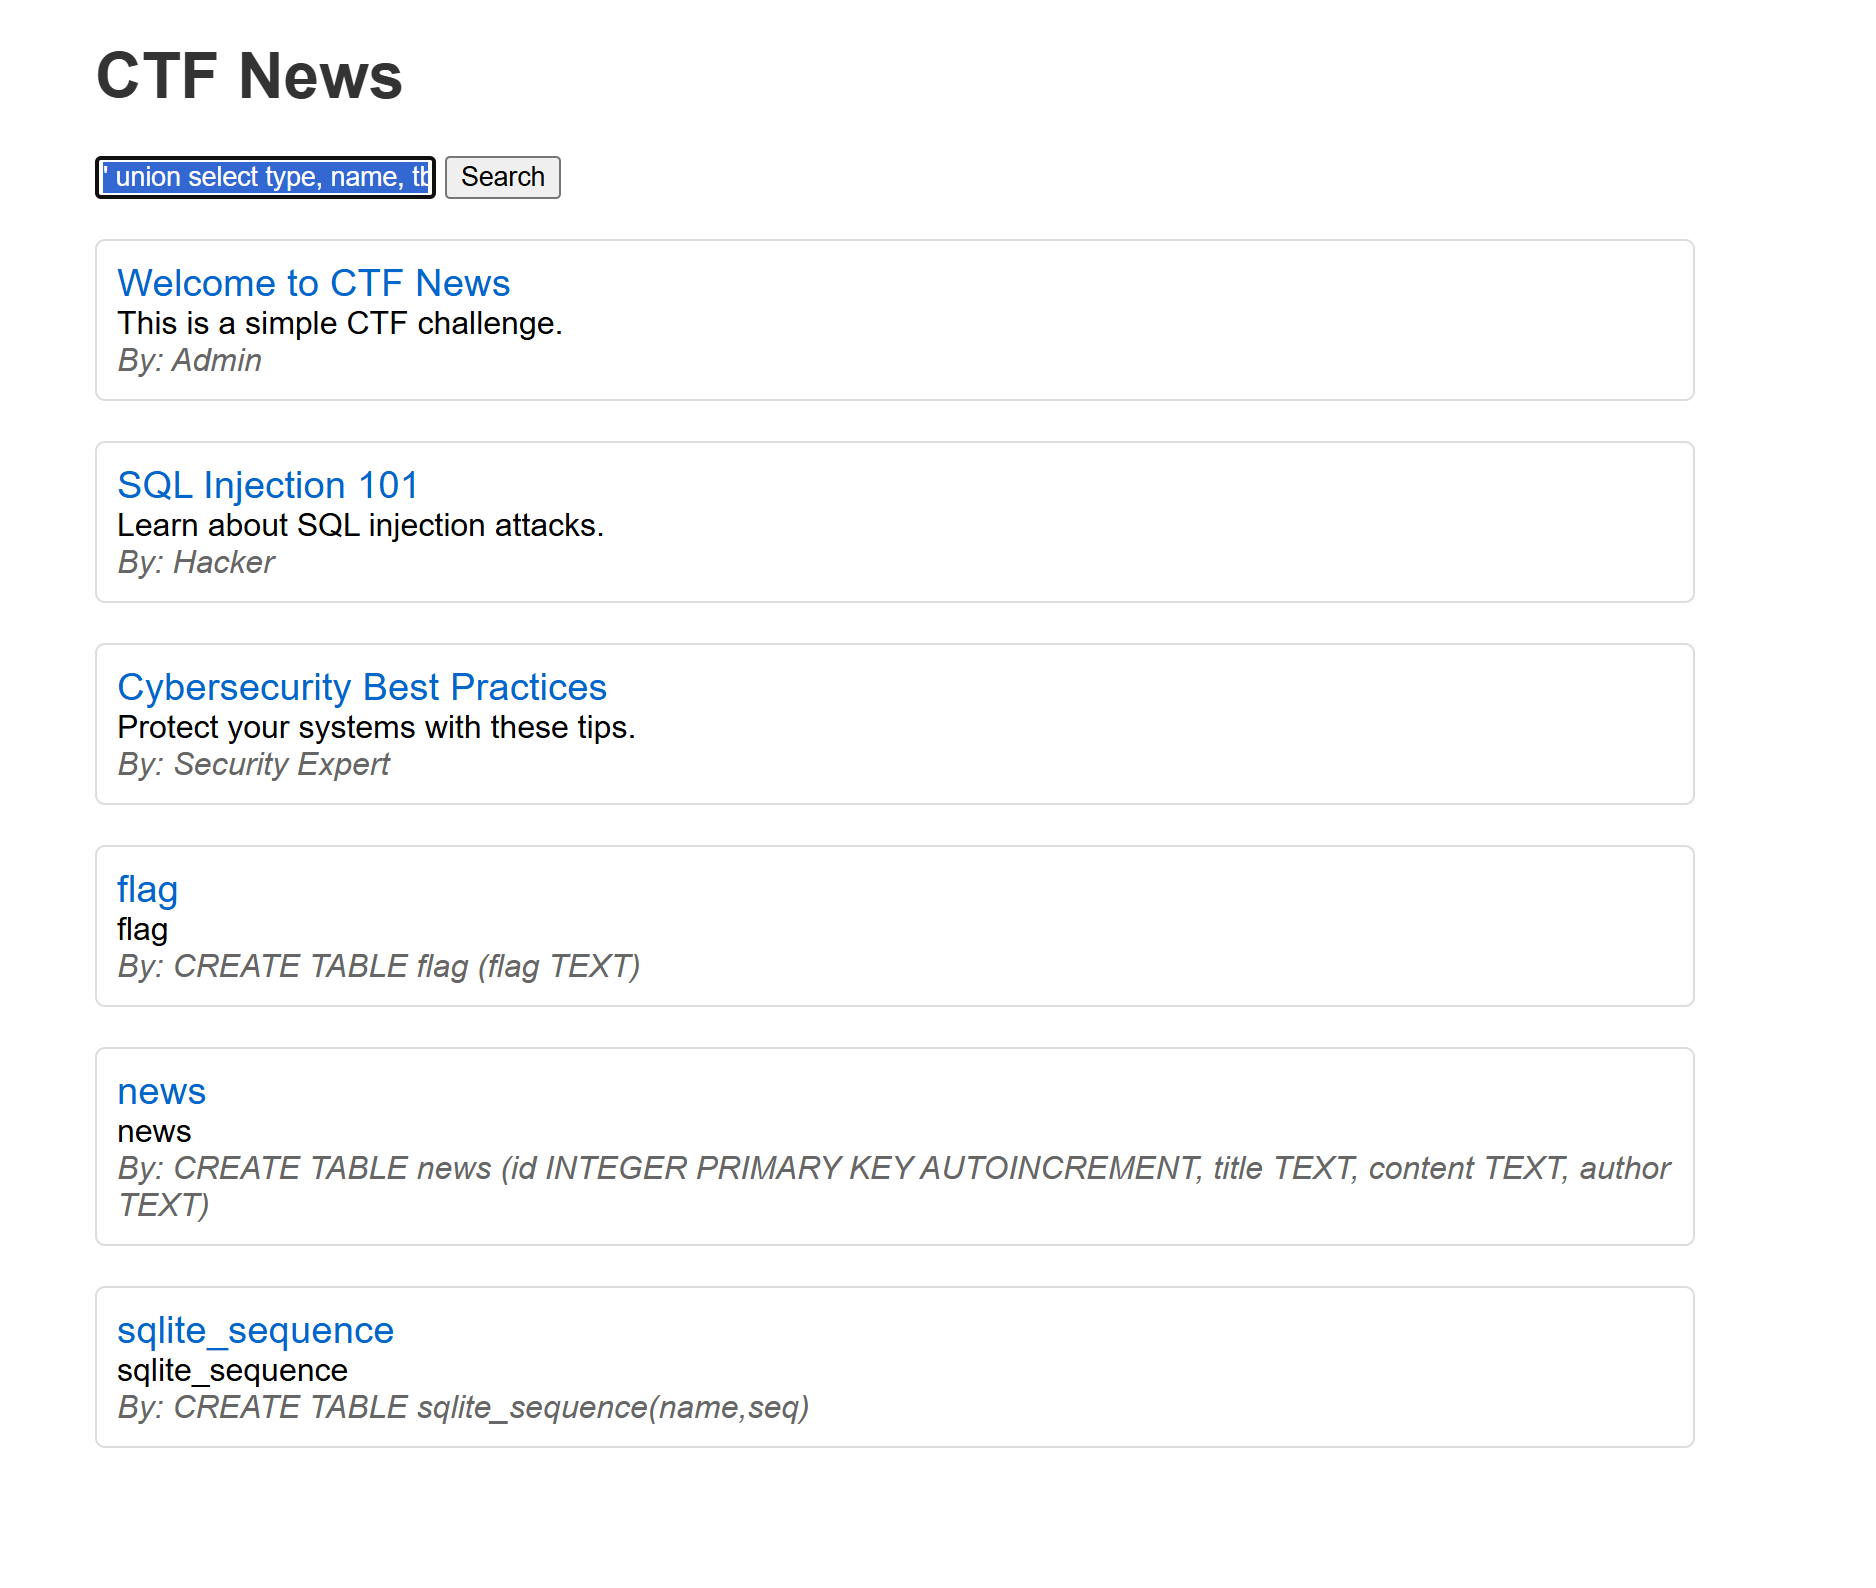 CTF News
' union select type, name, tb
Search
Welcome to CTF News
This is a simple CTF challenge.
By: Admin
SQL Injection 101
Learn about SQL injection attacks.
By: Hacker
Cybersecurity Best Practices
Protect your systems with these tips.
By: Security Expert
flag
flag
By: CREATE TABLE flag (flag TEXT)
news
news
By: CREATE TABLE news (id INTEGER PRIMARY KEY AUTOINCREMENT, title TEXT, content TEXT, author
TEXT)
sqlite_sequence
sqlite_sequence
By: CREATE TABLE sqlite_sequence(name,seq)